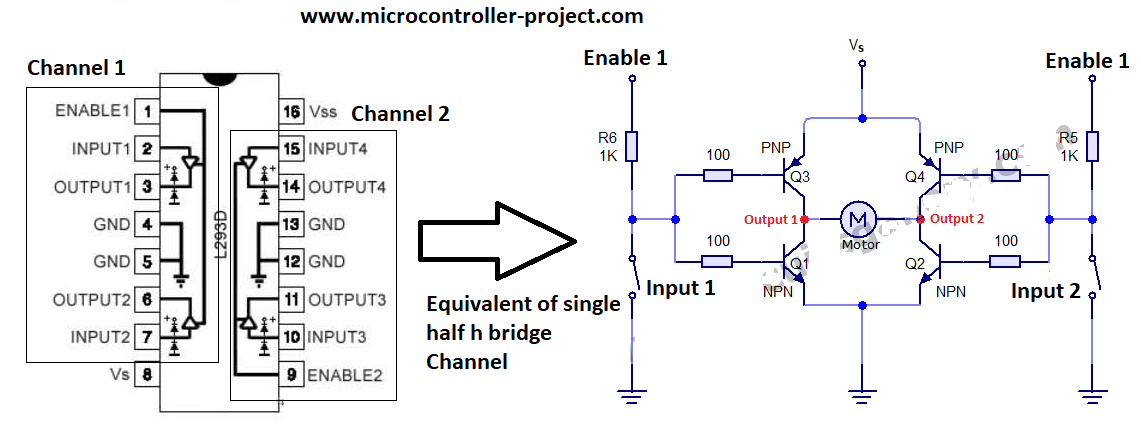 www.microcontroller-project.com
Channel 1
ENABLE1 1
INPUT1 2
OUTPUT1 3
GND 4
GND 5
OUTPUT2 6
INPUT2 7
Vs 8
L293D
Channel 2
16 Vss
15 INPUT4
14 OUTPUT4
13 GND
12 GND
11 OUTPUT3
10 INPUT3
9 ENABLE2
Equivalent of single
half h bridge
Channel
Enable 1
Vs
Enable 1
R6
1K
100
PNP
Q3
PNP
Q4
100
R5
1K
Output 1
M
Motor
Output 2
100
Q1
NPN
Q2
NPN
100
Input 1
Input 2